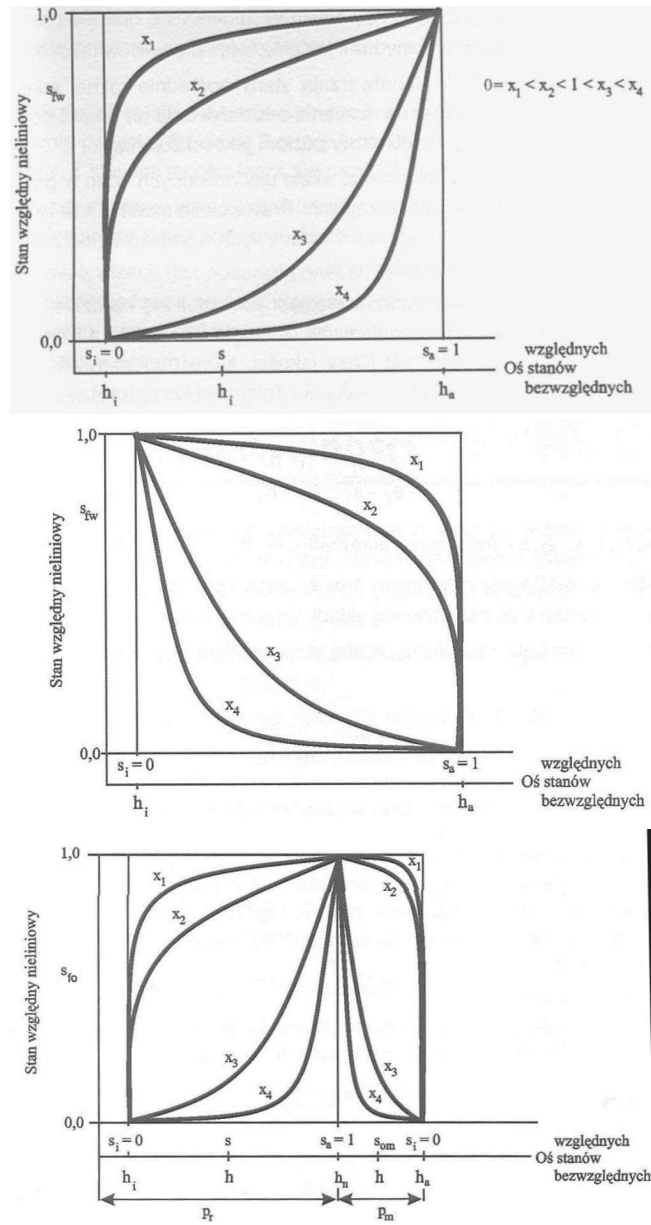 1,0
x1
x2
0 = x1 < x2 < 1 < x3 < x4
sfw
Stan względny nieliniowy
x3
x4
0,0
si = 0 s sa = 1 względnych
Oś stanów
hi hi ha bezwzględnych
1,0
x1
x2
sfw
Stan względny nieliniowy
x3
x4
0,0
si = 0 sa = 1 względnych
Oś stanów
hi ha bezwzględnych
1,0
x1 x1
x2 x2
sfo
Stan względny nieliniowy
x3 x3
x4 x4
0,0
si = 0 s sa = 1 som si = 0 względnych
Oś stanów
hi h hn h ha bezwzględnych
pr pm